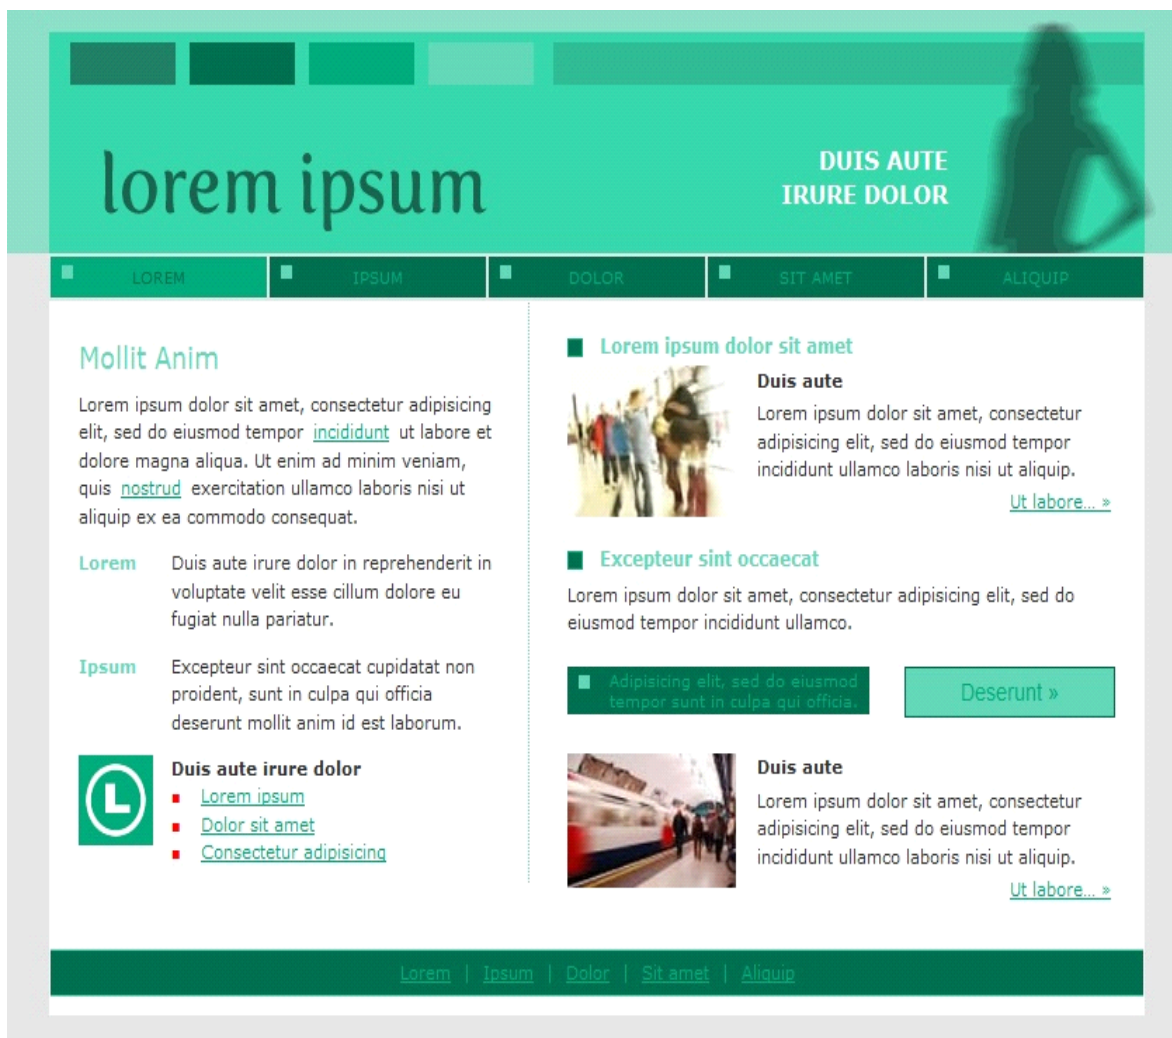 lorem ipsum
DUIS AUTE
IRURE DOLOR
LOREM
IPSUM
DOLOR
SIT AMET
ALIQUIP
Mollit Anim
Lorem ipsum dolor sit amet, consectetur adipisicing
elit, sed do eiusmod tempor incididunt ut labore et
dolore magna aliqua. Ut enim ad minim veniam,
quis nostrud exercitation ullamco laboris nisi ut
aliquip ex ea commodo consequat.
Lorem
Duis aute irure dolor in reprehenderit in
voluptate velit esse cillum dolore eu
fugiat nulla pariatur.
Ipsum
Excepteur sint occaecat cupidatat non
proident, sunt in culpa qui officia
deserunt mollit anim id est laborum.
L
Duis aute irure dolor
Lorem ipsum
Dolor sit amet
Consectetur adipisicing
Lorem ipsum dolor sit amet
Duis aute
Lorem ipsum dolor sit amet, consectetur
adipisicing elit, sed do eiusmod tempor
incididunt ullamco laboris nisi ut aliquip.
Ut labore... »
Excepteur sint occaecat
Lorem ipsum dolor sit amet, consectetur adipisicing elit, sed do
eiusmod tempor incididunt ullamco.
Adipisicing elit, sed do eiusmod
tempor sunt in culpa qui officia.
Deserunt »
Duis aute
Lorem ipsum dolor sit amet, consectetur
adipisicing elit, sed do eiusmod tempor
incididunt ullamco laboris nisi ut aliquip.
Ut labore... »
Lorem | Ipsum | Dolor | Sit amet | Aliquip